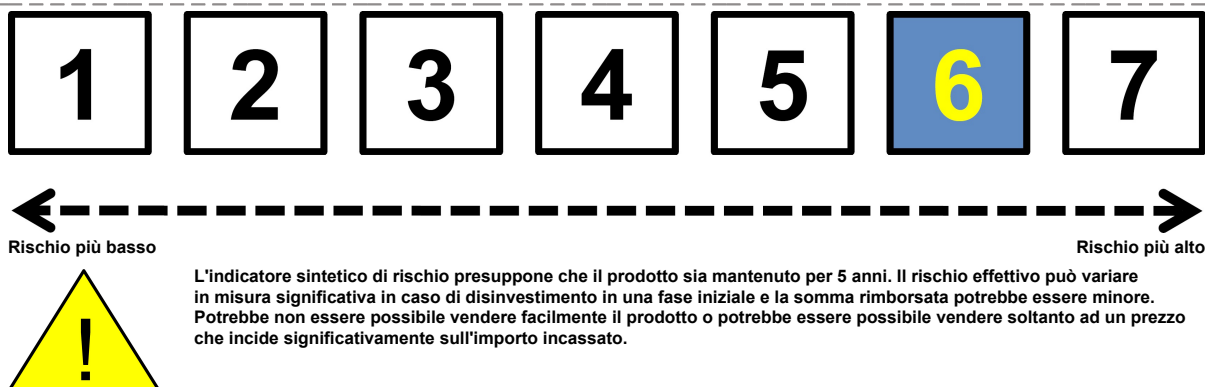 1 2 3 4 5 6 7
Rischio più basso Rischio più alto
L'indicatore sintetico di rischio presuppone che il prodotto sia mantenuto per 5 anni. Il rischio effettivo può variare
in misura significativa in caso di disinvestimento in una fase iniziale e la somma rimborsata potrebbe essere minore.
Potrebbe non essere possibile vendere facilmente il prodotto o potrebbe essere possibile vendere soltanto ad un prezzo
che incide significativamente sull'importo incassato.
!